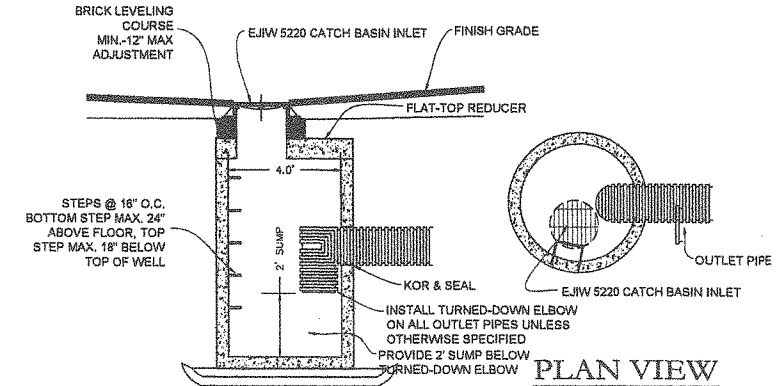 BRICK LEVELING
COURSE
MIN.-12" MAX
ADJUSTMENT
EJIW 5220 CATCH BASIN INLET
FINISH GRADE
FLAT-TOP REDUCER
4.0'
STEPS @ 16" O.C.
BOTTOM STEP MAX. 24"
ABOVE FLOOR, TOP
STEP MAX. 18" BELOW
TOP OF WELL
2' SUMP
KOR & SEAL
INSTALL TURNED-DOWN ELBOW
ON ALL OUTLET PIPES UNLESS
OTHERWISE SPECIFIED
PROVIDE 2' SUMP BELOW
TURNED-DOWN ELBOW
OUTLET PIPE
EJIW 5220 CATCH BASIN INLET
PLAN VIEW